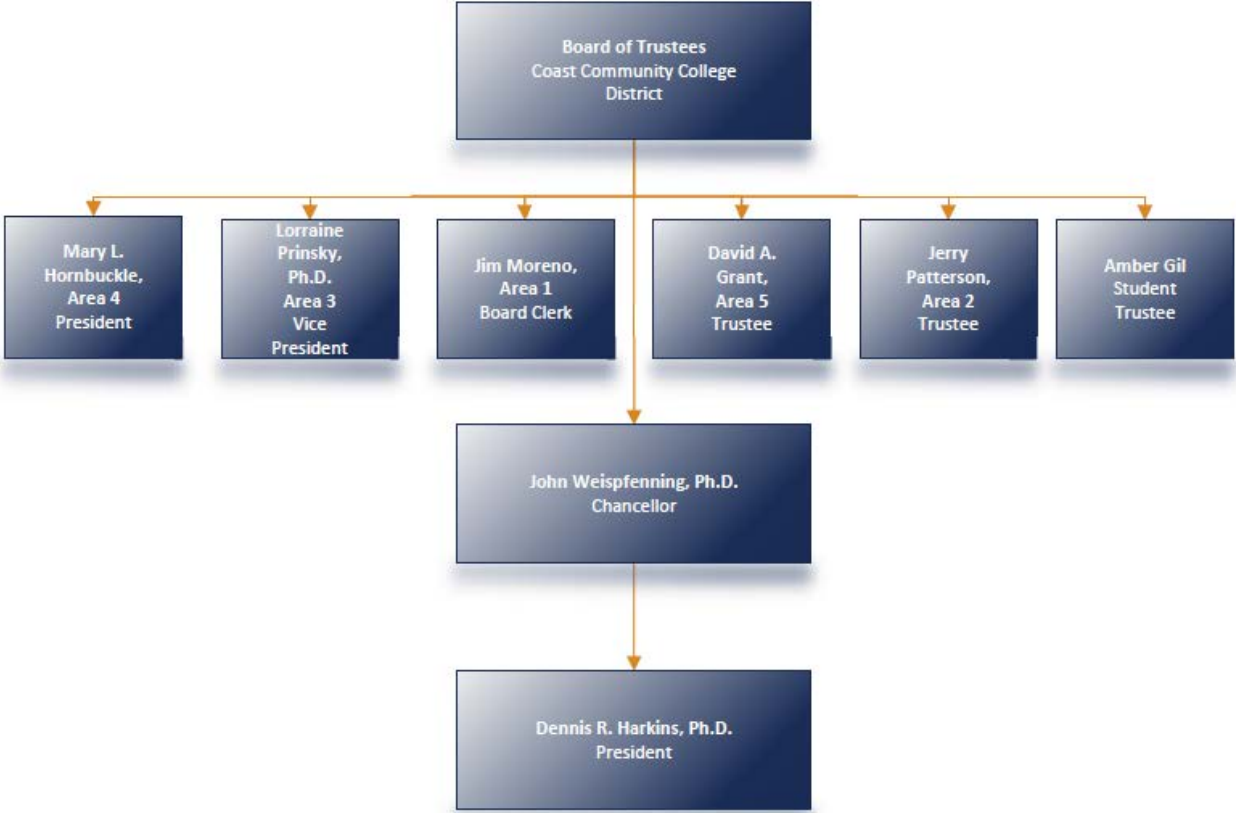 Board of Trustees
Coast Community College
District
Mary L.
Hornbuckle,
Area 4
President
Lorraine
Prinsky,
Ph.D.
Area 3
Vice
President
Jim Moreno,
Area 1
Board Clerk
David A.
Grant,
Area 5
Trustee
Jerry
Patterson,
Area 2
Trustee
Amber Gil
Student
Trustee
John Weispfenning, Ph.D.
Chancellor
Dennis R. Harkins, Ph.D.
President